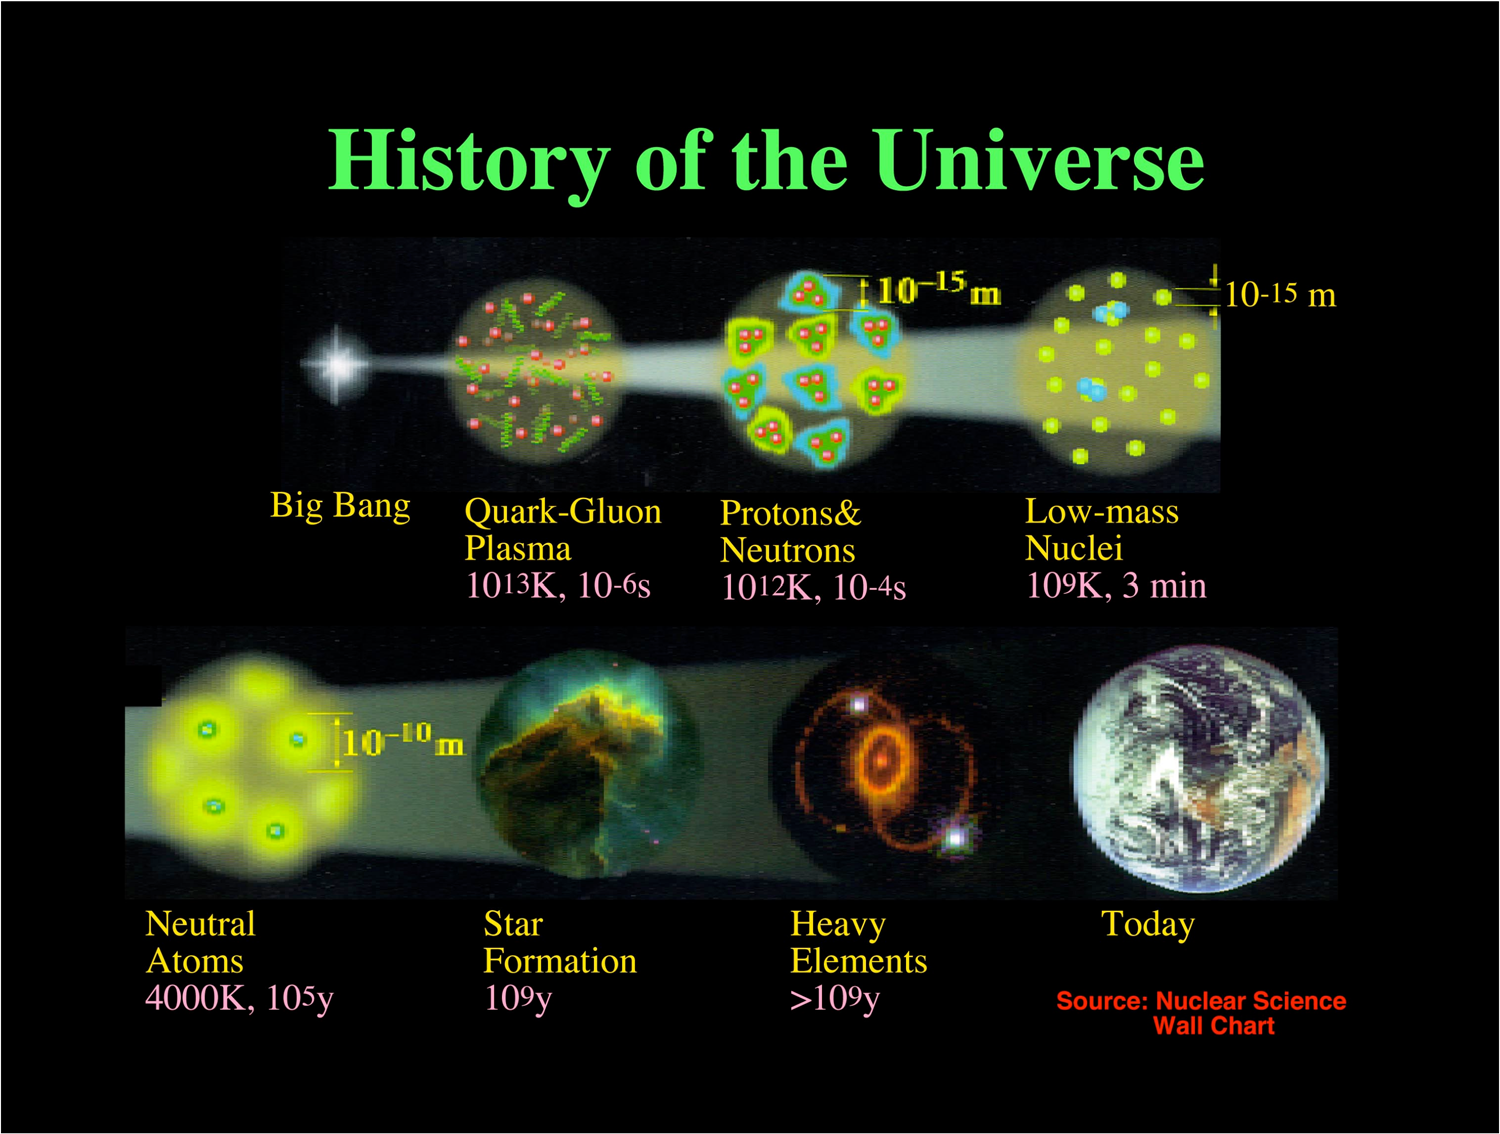 History of the Universe
10⁻¹⁵ m
10-15 m
Big Bang
Quark-Gluon
Plasma
1013K, 10-6s
Protons&
Neutrons
1012K, 10-4s
Low-mass
Nuclei
109K, 3 min
10⁻¹⁰ m
Neutral
Atoms
4000K, 105y
Star
Formation
109y
Heavy
Elements
>109y
Today
Source: Nuclear Science
Wall Chart